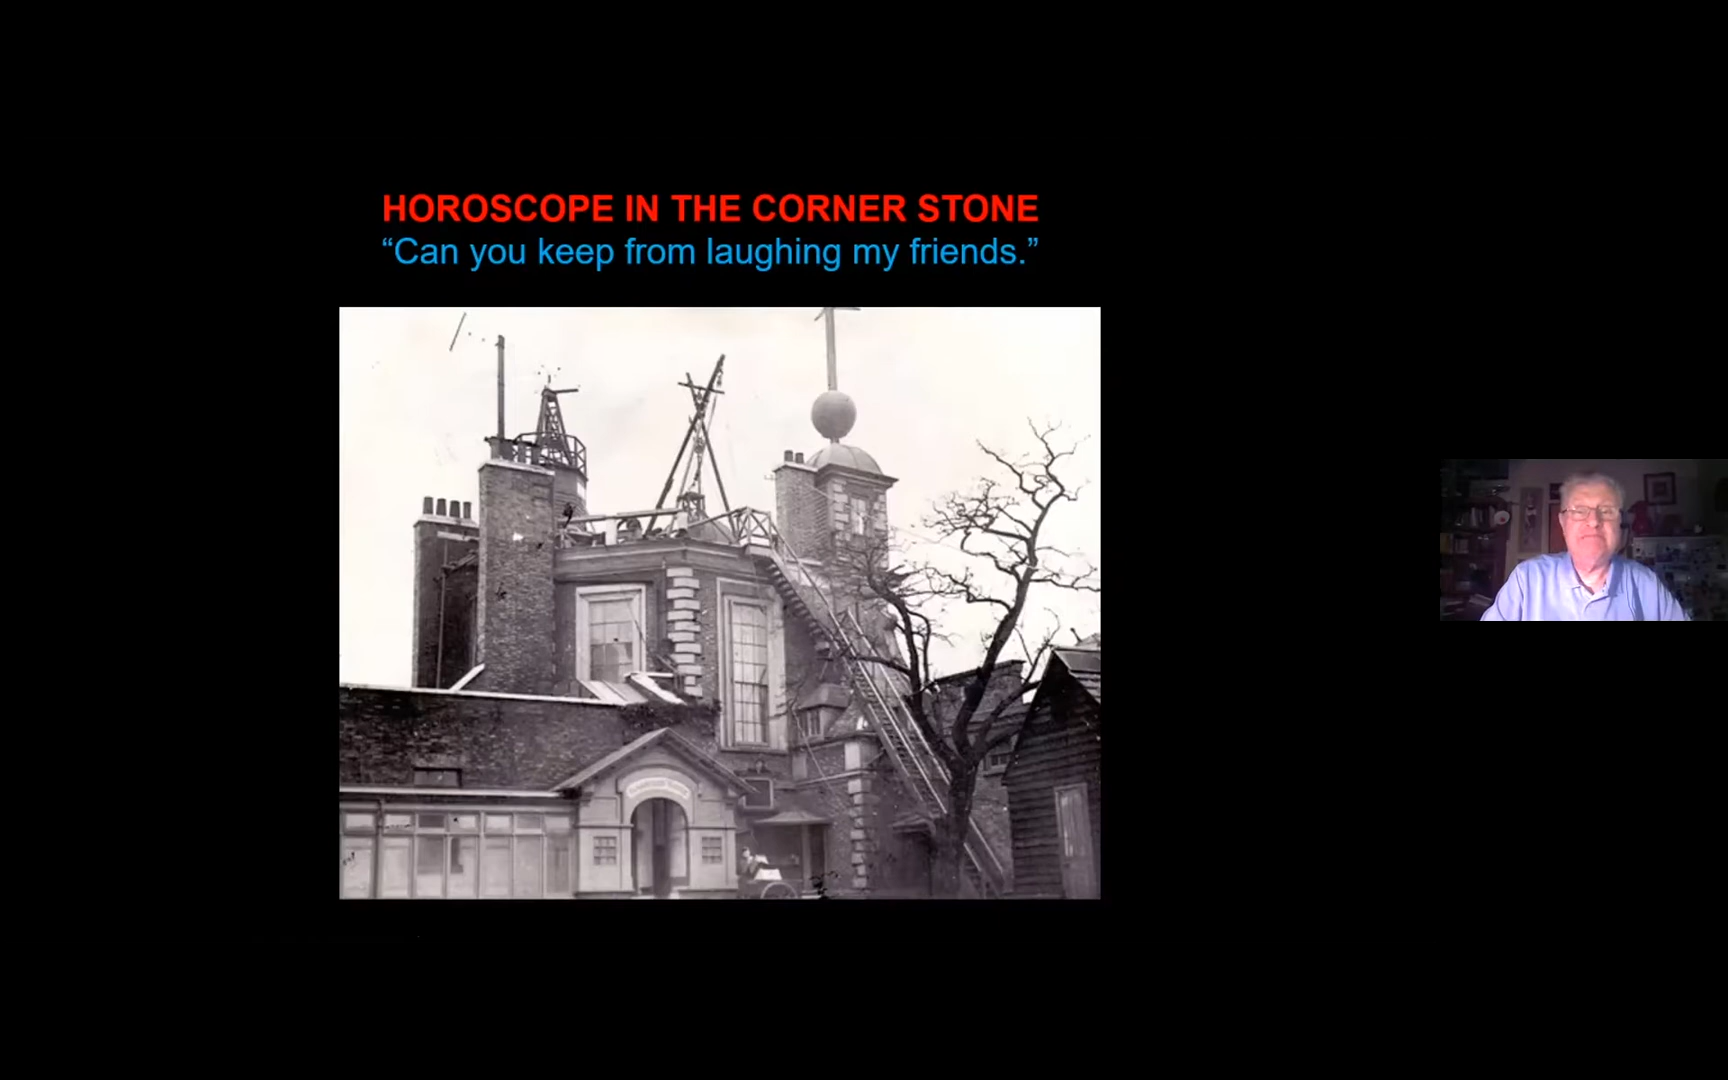 HOROSCOPE IN THE CORNER STONE
“Can you keep from laughing my friends.”